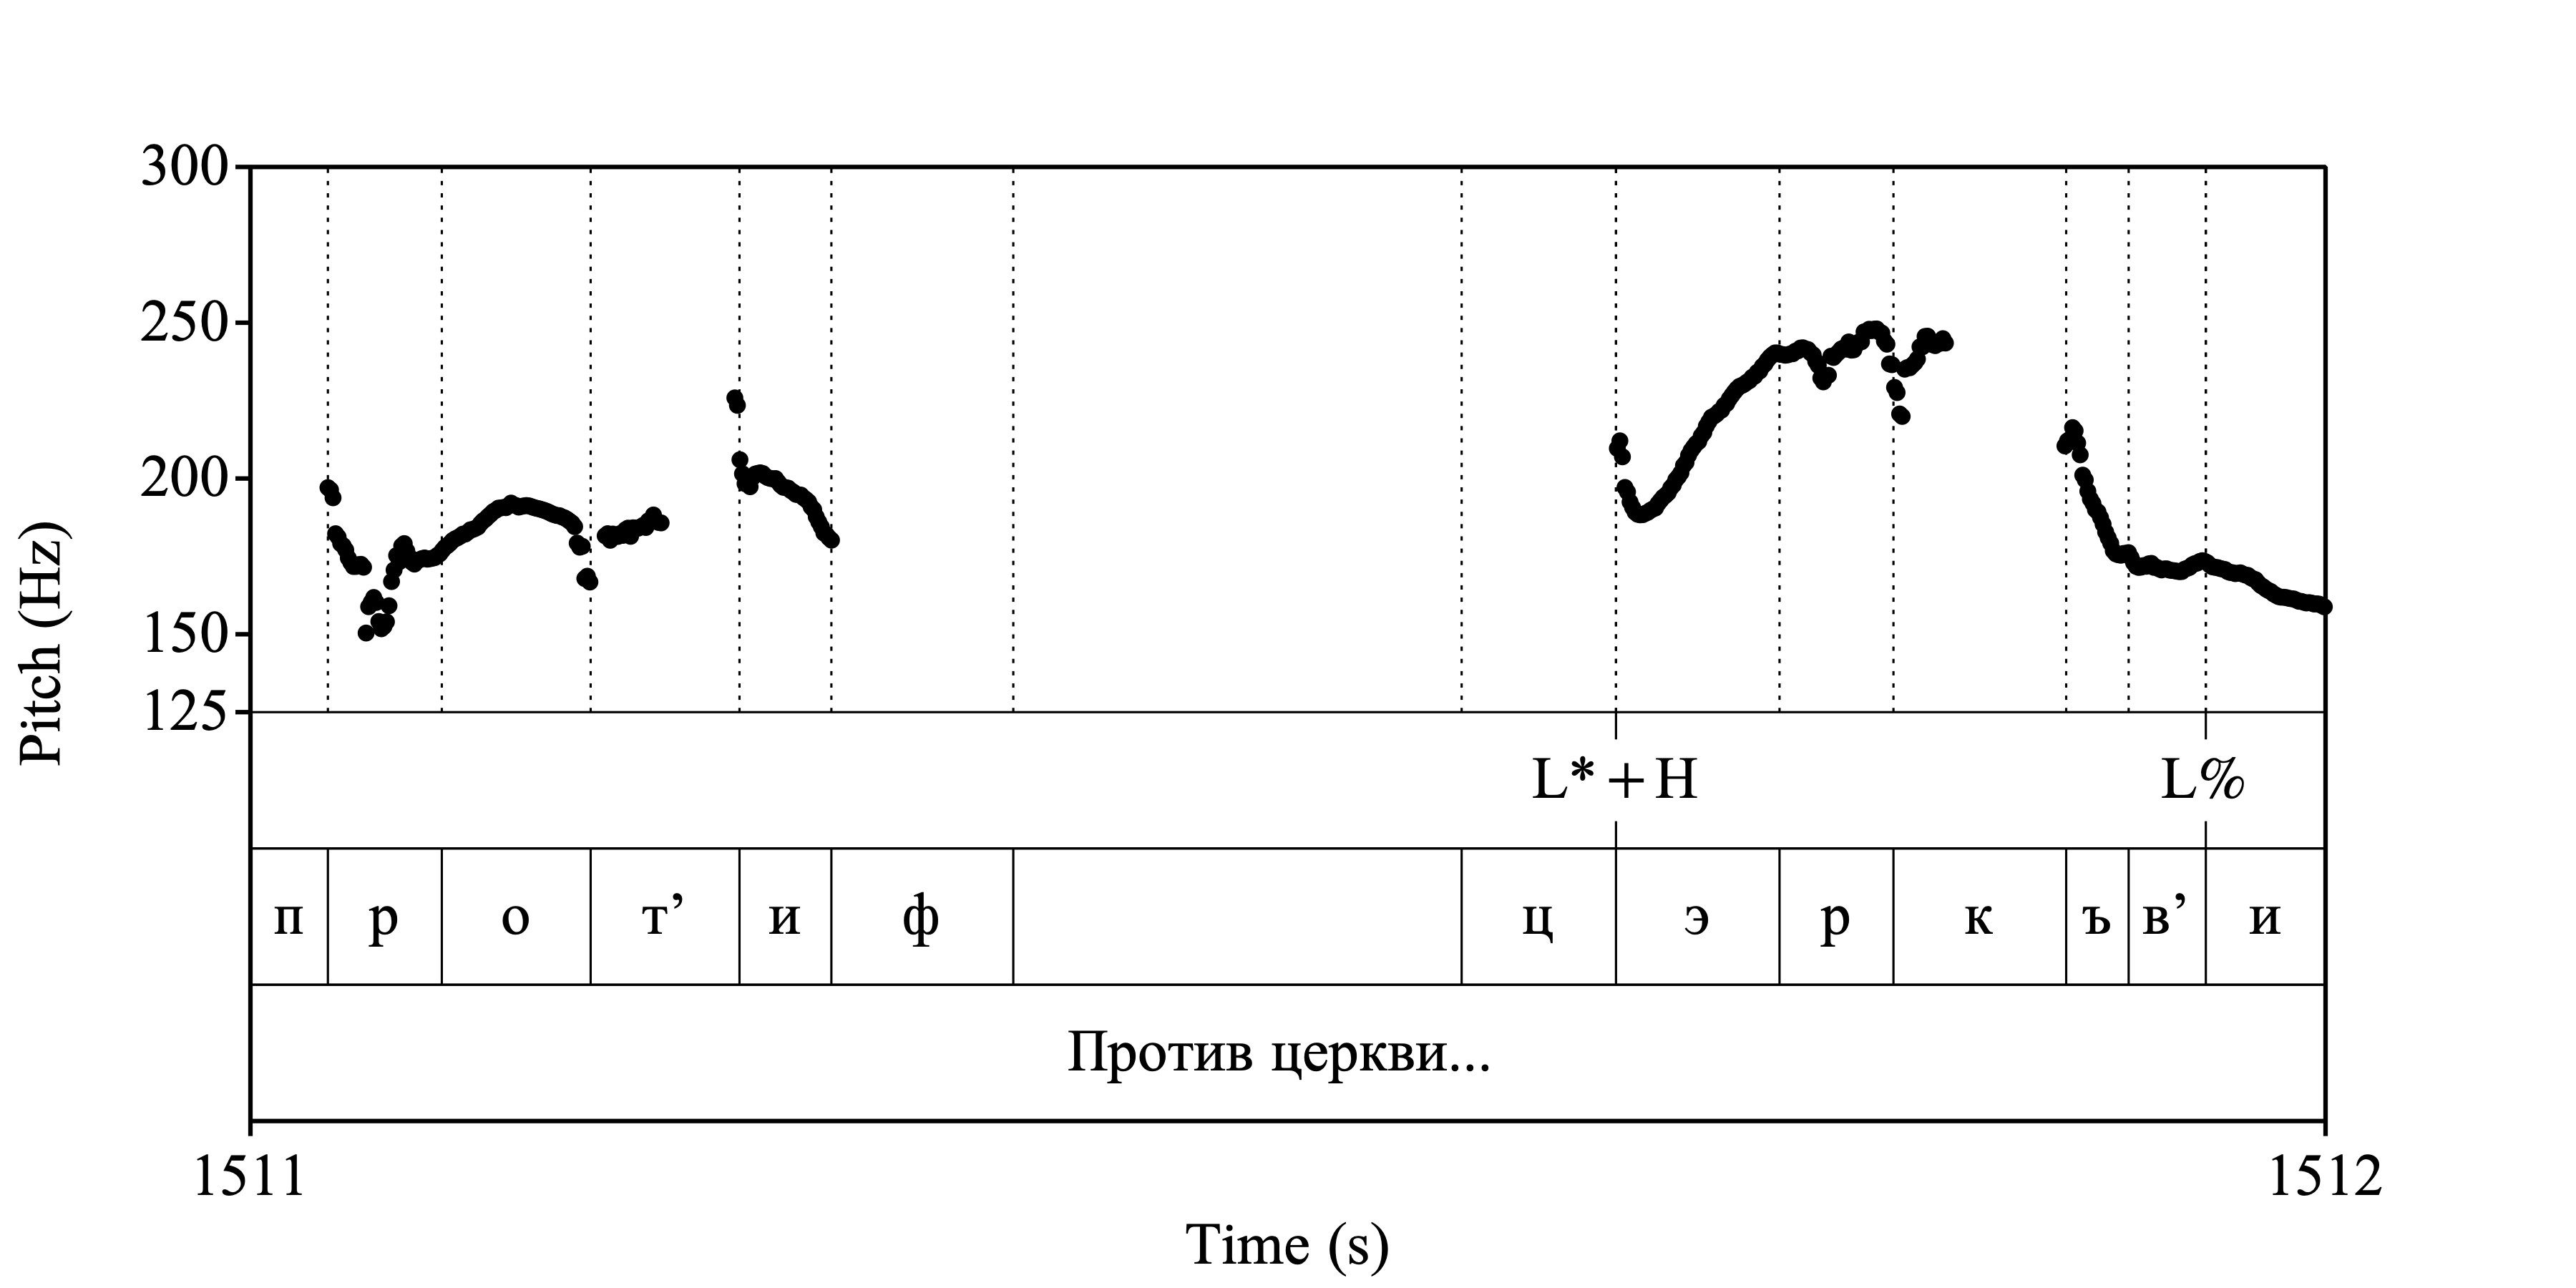 300
250
200
150
125
Pitch (Hz)
L* + H L%
п р о т’ и ф ц э р к ъ в’ и
Против церкви...
1511 1512
Time (s)